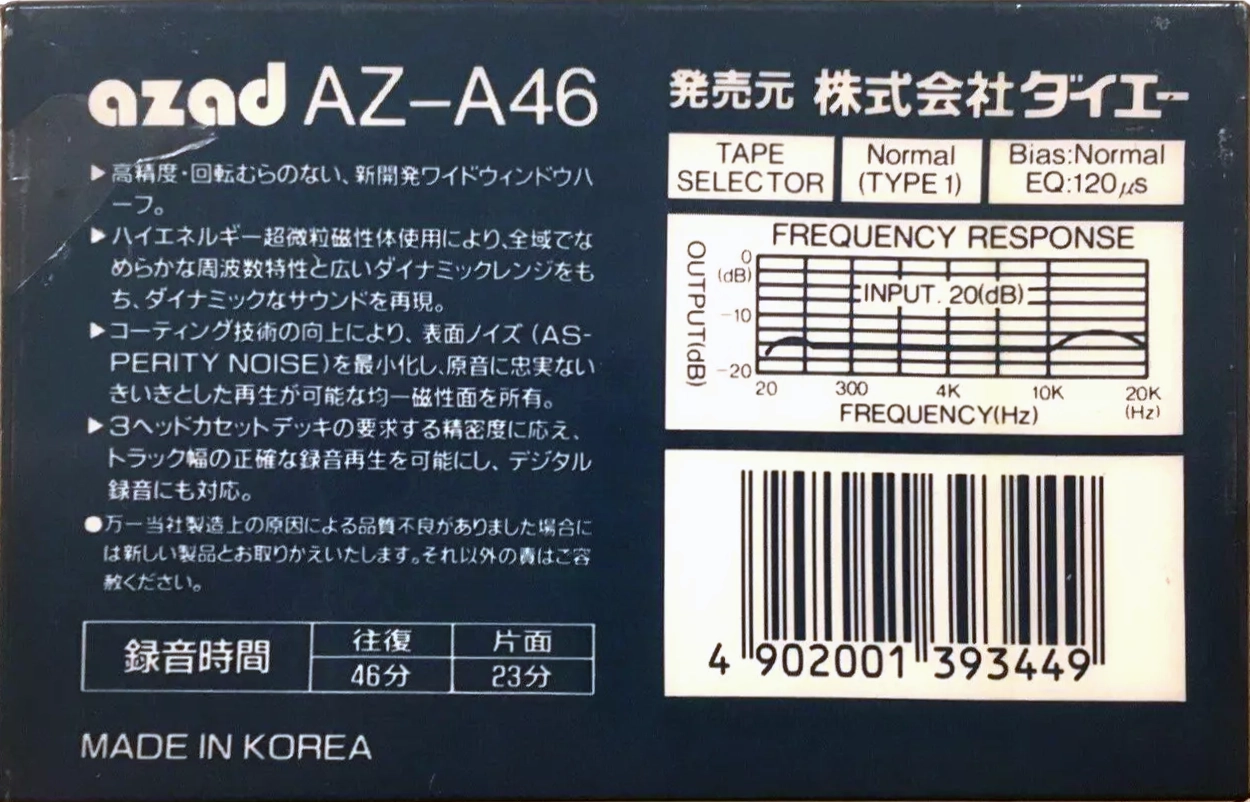 azad AZ-A46
▶高精度・回転むらのない、新開発ワイドウィンドウハ
ーフ。
▶ハイエネルギー超微粒磁性体使用により、全域でな
めらかな周波数特性と広いダイナミックレンジをも
ち、ダイナミックなサウンドを再現。
▶コーティング技術の向上により、表面ノイズ(AS-
PERITY NOISE)を最小化し、原音に忠実ない
きいきとした再生が可能な均一磁性面を所有。
▶3ヘッドカセットデッキの要求する精密度に応え、
トラック幅の正確な録音再生を可能にし、デジタル
録音にも対応。
●万一当社製造上の原因による品質不良がありました場合に
は新しい製品とお取りかえいたします。それ以外の責はご容
赦ください。
録音時間
往復 片面
46分 23分
MADE IN KOREA
発売元 株式会社ダイエー
TAPE
SELECTOR
Normal
(TYPE 1)
Bias:Normal
EQ:120μs
FREQUENCY RESPONSE
OUTPUT(dB)
0
(dB)
-10
-20
INPUT. 20(dB)
20 300 4K 10K 20K
(Hz)
FREQUENCY(Hz)
4 902001 393449